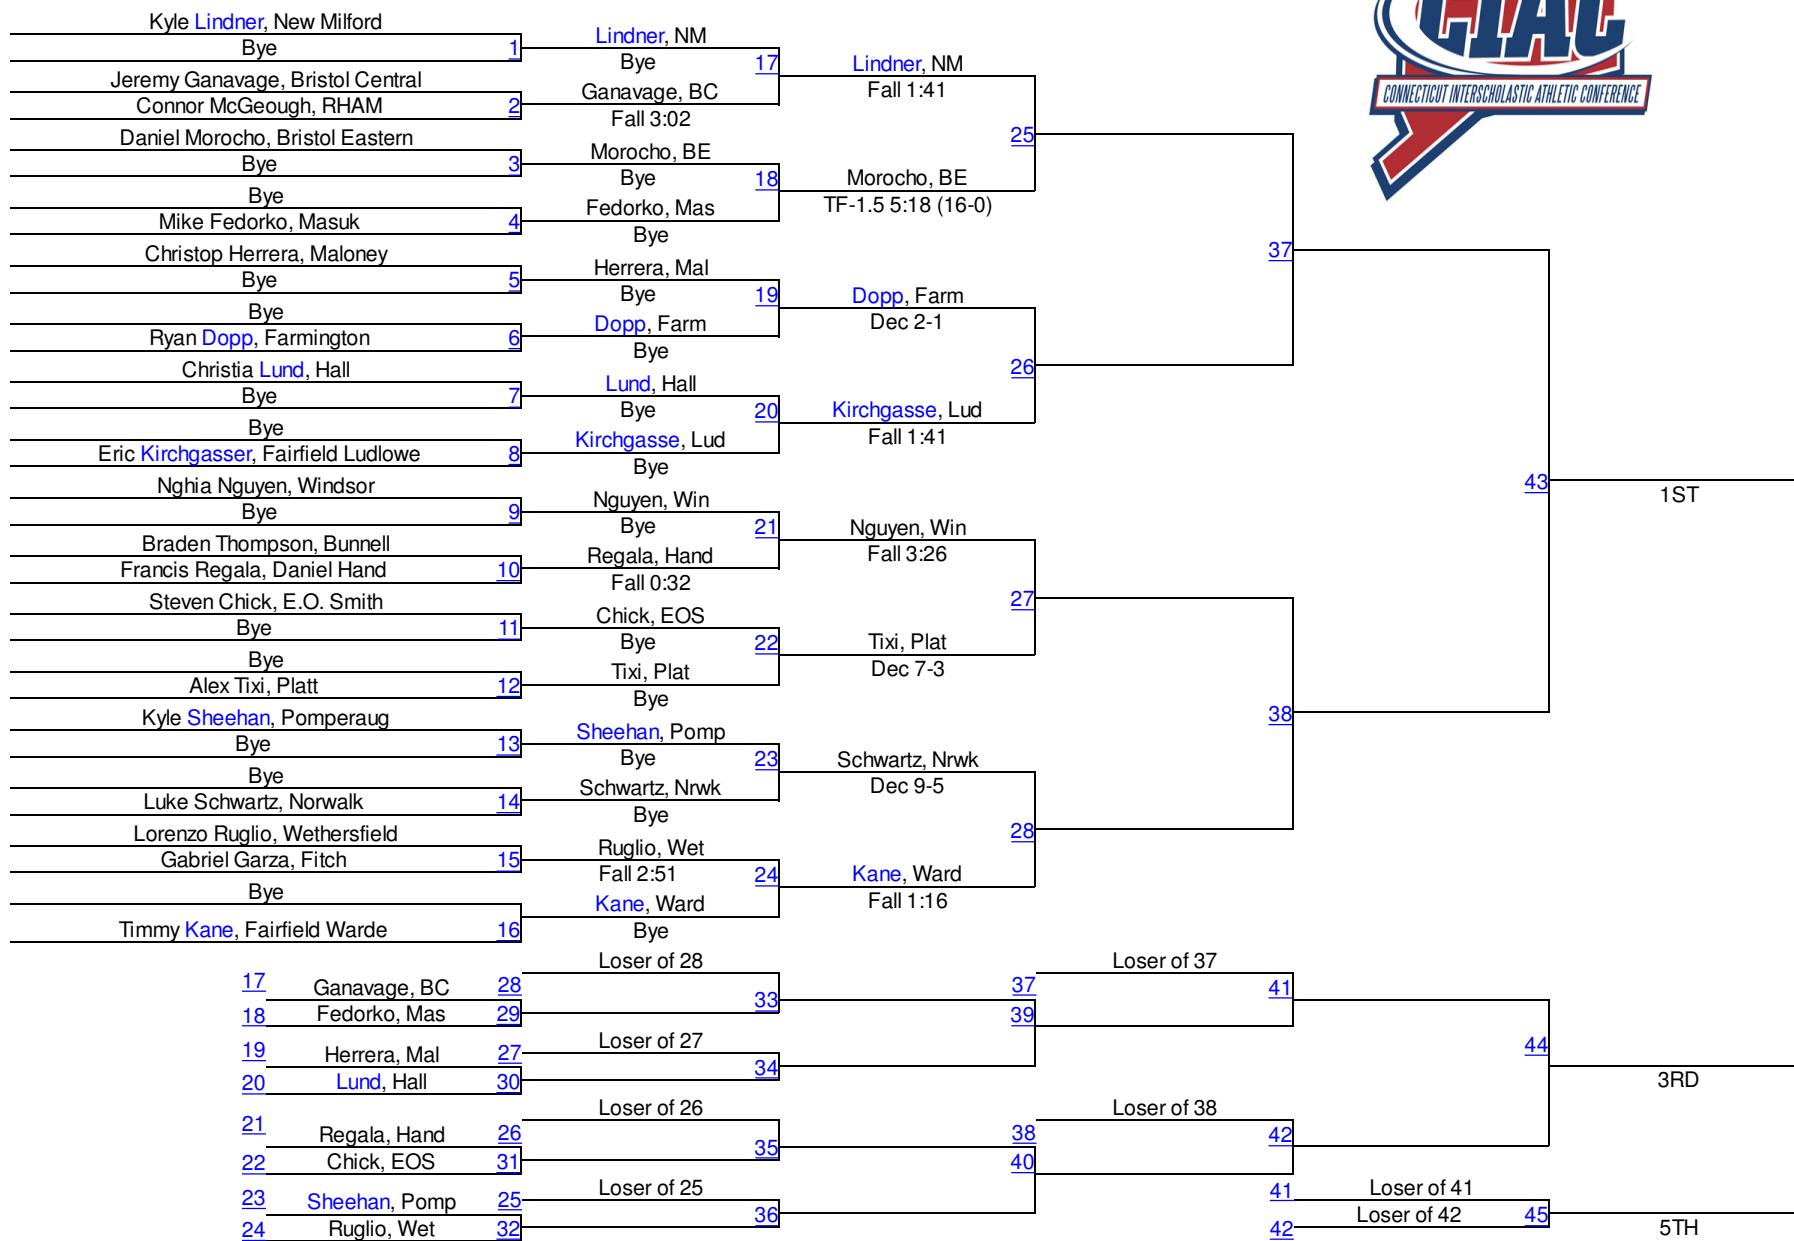 Kyle Lindner, New Milford
Bye 1
Jeremy Ganavage, Bristol Central
Connor McGeough, RHAM 2
Daniel Morocho, Bristol Eastern
Bye 3
Bye
Mike Fedorko, Masuk 4
Christop Herrera, Maloney
Bye 5
Bye
Ryan Dopp, Farmington 6
Christia Lund, Hall
Bye 7
Bye
Eric Kirchgasser, Fairfield Ludlowe 8
Nghia Nguyen, Windsor
Bye 9
Braden Thompson, Bunnell
Francis Regala, Daniel Hand 10
Steven Chick, E.O. Smith
Bye 11
Bye
Alex Tixi, Platt 12
Kyle Sheehan, Pomperaug
Bye 13
Bye
Luke Schwartz, Norwalk 14
Lorenzo Ruglio, Wethersfield
Gabriel Garza, Fitch 15
Bye
Timmy Kane, Fairfield Warde 16
Lindner, NM
Bye 17
Ganavage, BC
Fall 3:02
Morocho, BE
Bye 18
Fedorko, Mas
Bye
Herrera, Mal
Bye 19
Dopp, Farm
Bye
Lund, Hall
Bye 20
Kirchgasse, Lud
Bye
Nguyen, Win
Bye 21
Regala, Hand
Fall 0:32
Chick, EOS
Bye 22
Tixi, Plat
Bye
Sheehan, Pomp
Bye 23
Schwartz, Nrwk
Bye
Ruglio, Wet
Fall 2:51 24
Kane, Ward
Bye
Lindner, NM
Fall 1:41
25
Morocho, BE
TF-1.5 5:18 (16-0)
Dopp, Farm
Dec 2-1
26
Kirchgasse, Lud
Fall 1:41
Nguyen, Win
Fall 3:26
27
Tixi, Plat
Dec 7-3
Schwartz, Nrwk
Dec 9-5
28
Kane, Ward
Fall 1:16
37
38
43
1ST
CIAC
CONNECTICUT INTERSCHOLASTIC ATHLETIC CONFERENCE
17 Ganavage, BC 28
18 Fedorko, Mas 29
19 Herrera, Mal 27
20 Lund, Hall 30
21 Regala, Hand 26
22 Chick, EOS 31
23 Sheehan, Pomp 25
24 Ruglio, Wet 32
Loser of 28
33
Loser of 27
34
Loser of 26
35
Loser of 25
36
37
39
38
40
Loser of 37
41
Loser of 38
42
44
3RD
41 Loser of 41
42 Loser of 42 45
5TH